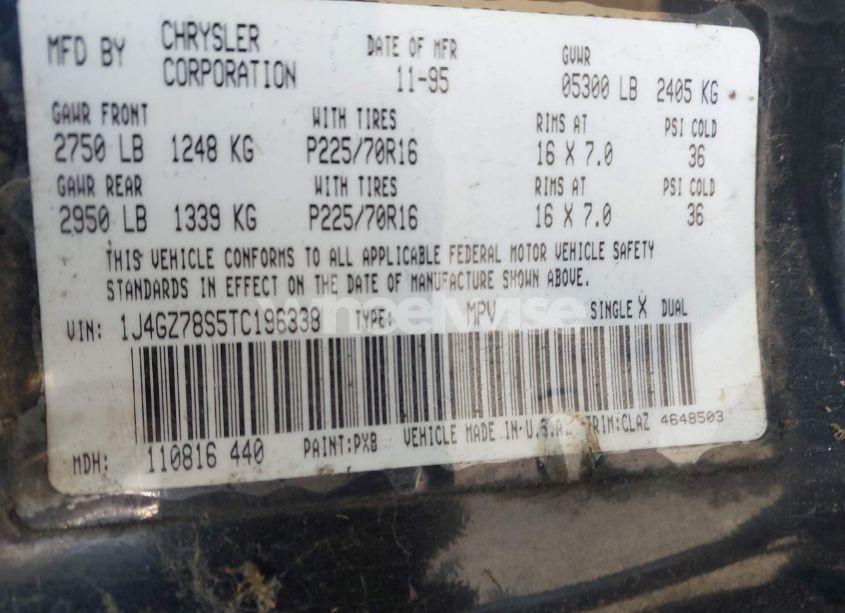 MFD BY CHRYSLER CORPORATION DATE OF MFR 11-95 GVWR 05300 LB 2405 KG
GAWR FRONT WITH TIRES RIMS AT PSI COLD
2750 LB 1248 KG P225/70R16 16 X 7.0 36
GAWR REAR WITH TIRES RIMS AT PSI COLD
2950 LB 1339 KG P225/70R16 16 X 7.0 36
THIS VEHICLE CONFORMS TO ALL APPLICABLE FEDERAL MOTOR VEHICLE SAFETY
STANDARDS IN EFFECT ON THE DATE OF MANUFACTURE SHOWN ABOVE.
wheelwise
VIN: 1J4GZ78S5TC196339 TYPE: MPV SINGLE X DUAL
MDH: 110816 440 PAINT:PX8 VEHICLE MADE IN U.S.A. TRIM:CLAZ 4648503